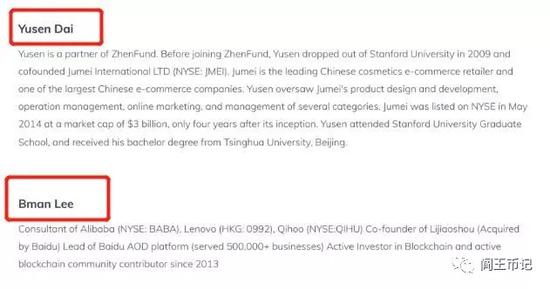 Yusen Dai
Yusen is a partner of ZhenFund. Before joining ZhenFund, Yusen dropped out of Stanford University in 2009 and
cofounded Jumei International LTD (NYSE: JMEI). Jumei is the leading Chinese cosmetics e-commerce retailer and
one of the largest Chinese e-commerce companies. Yusen oversaw Jumei's product design and development,
operation management, online marketing, and management of several categories. Jumei was listed on NYSE in May
2014 at a market cap of $3 billion, only four years after its inception. Yusen attended Stanford University Graduate
School, and received his bachelor degree from Tsinghua University, Beijing.
Bman Lee
Consultant of Alibaba (NYSE: BABA), Lenovo (HKG: 0992), Qihoo (NYSE:QIHU) Co-founder of Lijiaoshou (Acquired
by Baidu) Lead of Baidu AOD platform (served 500,000+ businesses) Active Investor in Blockchain and active
blockchain community contributor since 2013
阎王币记